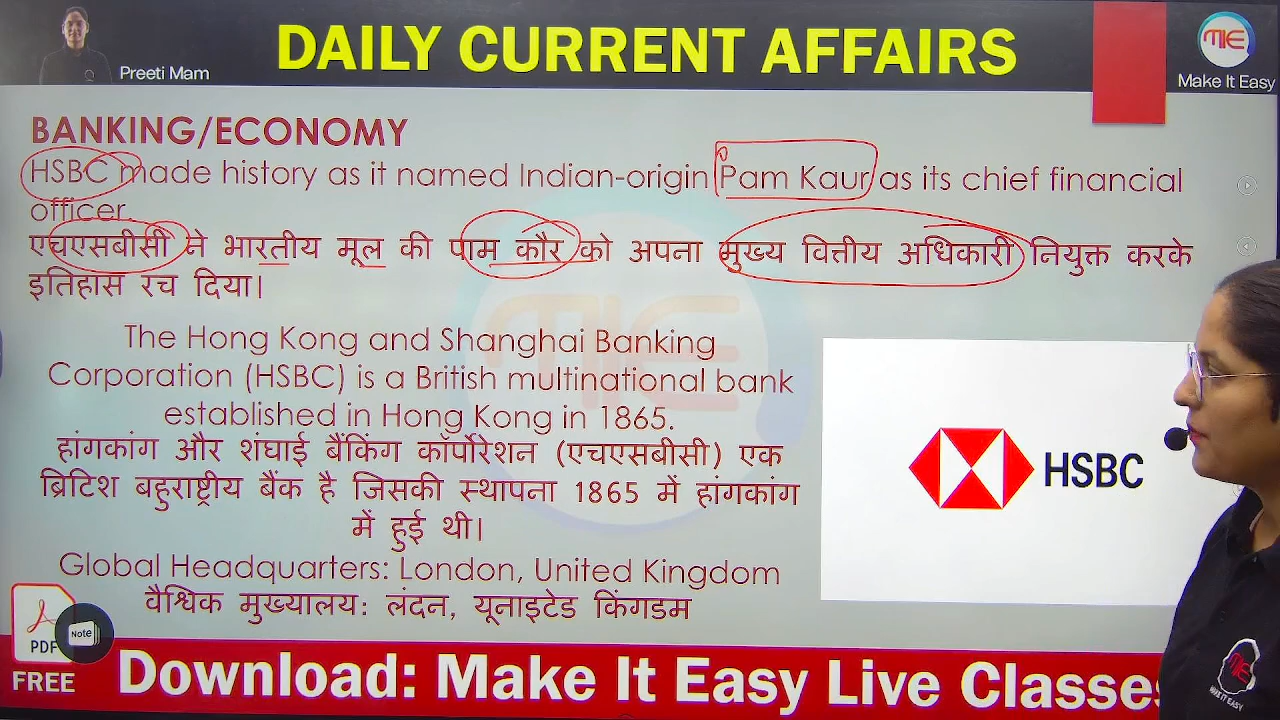 DAILY CURRENT AFFAIRS
Preeti Mam
Make It Easy
BANKING/ECONOMY
HSBC made history as it named Indian-origin Pam Kaur as its chief financial
officer.
एचएसबीसी ने भारतीय मूल की पाम कौर को अपना मुख्य वित्तीय अधिकारी नियुक्त करके
इतिहास रच दिया।
The Hong Kong and Shanghai Banking
Corporation (HSBC) is a British multinational bank
established in Hong Kong in 1865.
हांगकांग और शंघाई बैंकिंग कॉर्पोरेशन (एचएसबीसी) एक
ब्रिटिश बहुराष्ट्रीय बैंक है जिसकी स्थापना 1865 में हांगकांग
में हुई थी।
Global Headquarters: London, United Kingdom
वैश्विक मुख्यालय: लंदन, यूनाइटेड किंगडम
HSBC
PDF
Note
FREE
Download: Make It Easy Live Classes
MAKE IT EASY